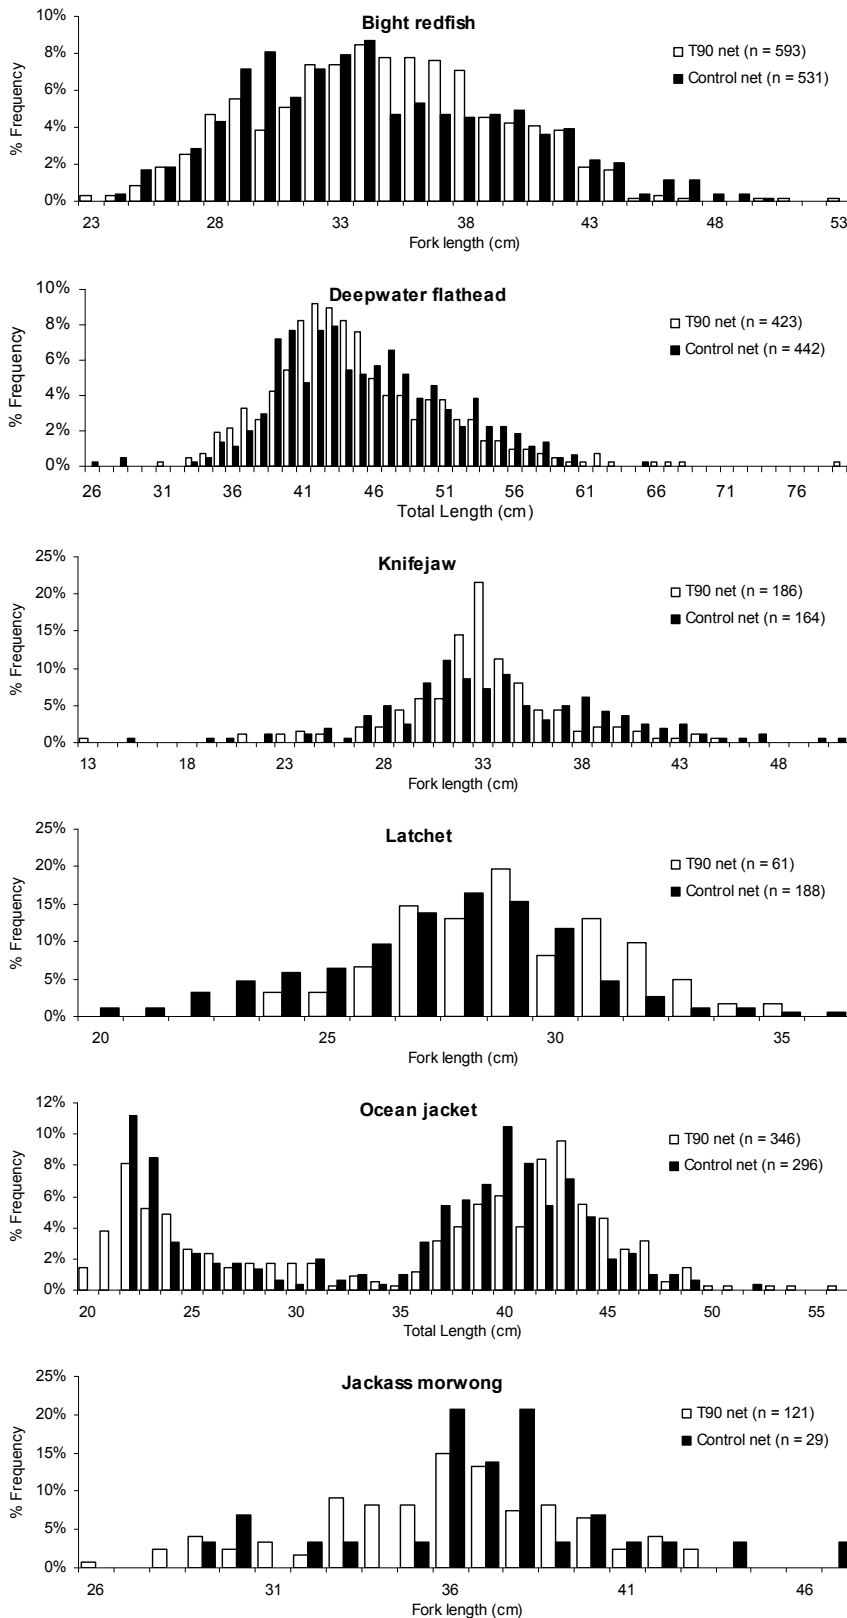 Bight redfish
10%
8%
6%
4%
2%
0%
% Frequency
T90 net (n = 593)
Control net (n = 531)
23 28 33 38 43 48 53
Fork length (cm)
Deepwater flathead
10%
8%
6%
4%
2%
0%
% Frequency
T90 net (n = 423)
Control net (n = 442)
26 31 36 41 46 51 56 61 66 71 76
Total Length (cm)
Knifejaw
25%
20%
15%
10%
5%
0%
% Frequency
T90 net (n = 186)
Control net (n = 164)
13 18 23 28 33 38 43 48
Fork length (cm)
Latchet
25%
20%
15%
10%
5%
0%
% Frequency
T90 net (n = 61)
Control net (n = 188)
20 25 30 35
Fork length (cm)
Ocean jacket
12%
10%
8%
6%
4%
2%
0%
% Frequency
T90 net (n = 346)
Control net (n = 296)
20 25 30 35 40 45 50 55
Total Length (cm)
Jackass morwong
25%
20%
15%
10%
5%
0%
% Frequency
T90 net (n = 121)
Control net (n = 29)
26 31 36 41 46
Fork length (cm)